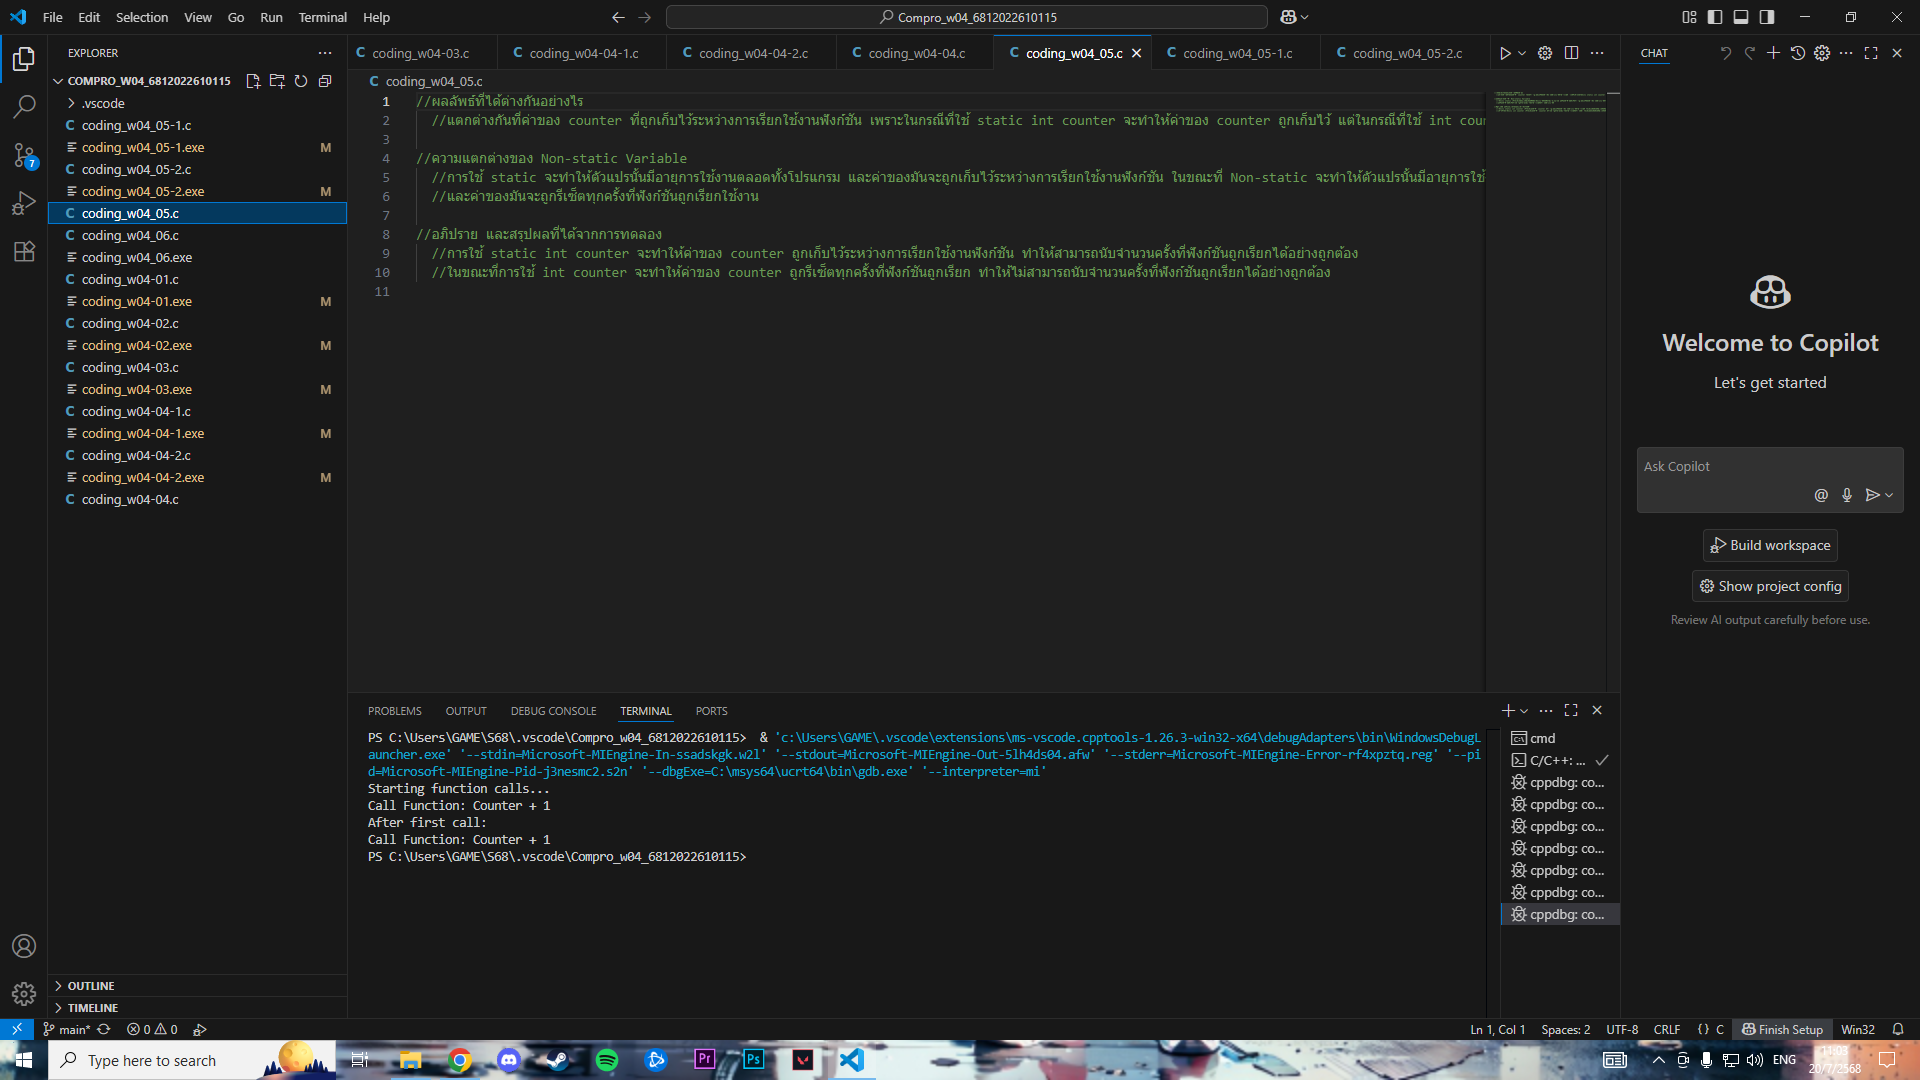 File Edit Selection View Go Run Terminal Help
Compro_w04_6812022610115
EXPLORER
COMPRO_W04_6812022610115
.vscode
C coding_w04_05-1.c
coding_w04_05-1.exe M
C coding_w04_05-2.c
coding_w04_05-2.exe M
C coding_w04_05.c
C coding_w04_06.c
coding_w04_06.exe
C coding_w04-01.c
coding_w04-01.exe M
C coding_w04-02.c
coding_w04-02.exe M
C coding_w04-03.c
coding_w04-03.exe M
C coding_w04-04-1.c
coding_w04-04-1.exe M
C coding_w04-04-2.c
coding_w04-04-2.exe M
C coding_w04-04.c
7
OUTLINE
TIMELINE
C coding_w04-03.c C coding_w04-04-1.c C coding_w04-04-2.c C coding_w04-04.c C coding_w04_05.c C coding_w04_05-1.c C coding_w04_05-2.c
C coding_w04_05.c
1 //ผลลัพธ์ที่ได้ต่างกันอย่างไร
2 //แตกต่างกันที่ค่าของ counter ที่ถูกเก็บไว้ระหว่างการเรียกใช้งานฟังก์ชัน เพราะในกรณีที่ใช้ static int counter จะทำให้ค่าของ counter ถูกเก็บไว้ แต่ในกรณีที่ใช้ int cou
3
4 //ความแตกต่างของ Non-static Variable
5 //การใช้ static จะทำให้ตัวแปรนั้นมีอายุการใช้งานตลอดทั้งโปรแกรม และค่าของมันจะถูกเก็บไว้ระหว่างการเรียกใช้งานฟังก์ชัน ในขณะที่ Non-static จะทำให้ตัวแปรนั้นมีอายุการใช้
6 //และค่าของมันจะถูกรีเซ็ตทุกครั้งที่ฟังก์ชันถูกเรียกใช้งาน
7
8 //อภิปราย และสรุปผลที่ได้จากการทดลอง
9 //การใช้ static int counter จะทำให้ค่าของ counter ถูกเก็บไว้ระหว่างการเรียกใช้งานฟังก์ชัน ทำให้สามารถนับจำนวนครั้งที่ฟังก์ชันถูกเรียกได้อย่างถูกต้อง
10 //ในขณะที่การใช้ int counter จะทำให้ค่าของ counter ถูกรีเซ็ตทุกครั้งที่ฟังก์ชันถูกเรียก ทำให้ไม่สามารถนับจำนวนครั้งที่ฟังก์ชันถูกเรียกได้อย่างถูกต้อง
11
PROBLEMS OUTPUT DEBUG CONSOLE TERMINAL PORTS
PS C:\Users\GAME\S68\.vscode\Compro_w04_6812022610115> & 'c:\Users\GAME\.vscode\extensions\ms-vscode.cpptools-1.26.3-win32-x64\debugAdapters\bin\WindowsDebugL
auncher.exe' '--stdin=Microsoft-MIEngine-In-ssadskgk.w2l' '--stdout=Microsoft-MIEngine-Out-5lh4ds04.afw' '--stderr=Microsoft-MIEngine-Error-rf4xpztq.reg' '--pi
d=Microsoft-MIEngine-Pid-j3nesmc2.s2n' '--dbgExe=C:\msys64\ucrt64\bin\gdb.exe' '--interpreter=mi'
Starting function calls...
Call Function: Counter + 1
After first call:
Call Function: Counter + 1
PS C:\Users\GAME\S68\.vscode\Compro_w04_6812022610115>
cmd
C/C++: ...
cppdbg: co...
cppdbg: co...
cppdbg: co...
cppdbg: co...
cppdbg: co...
cppdbg: co...
cppdbg: co...
CHAT
Welcome to Copilot
Let's get started
Ask Copilot
Build workspace
Show project config
Review AI output carefully before use.
main* 0 0 Ln 1, Col 1 Spaces: 2 UTF-8 CRLF {} C Finish Setup Win32
Type here to search
Pr Ps
ENG
11:03
20/7/2568